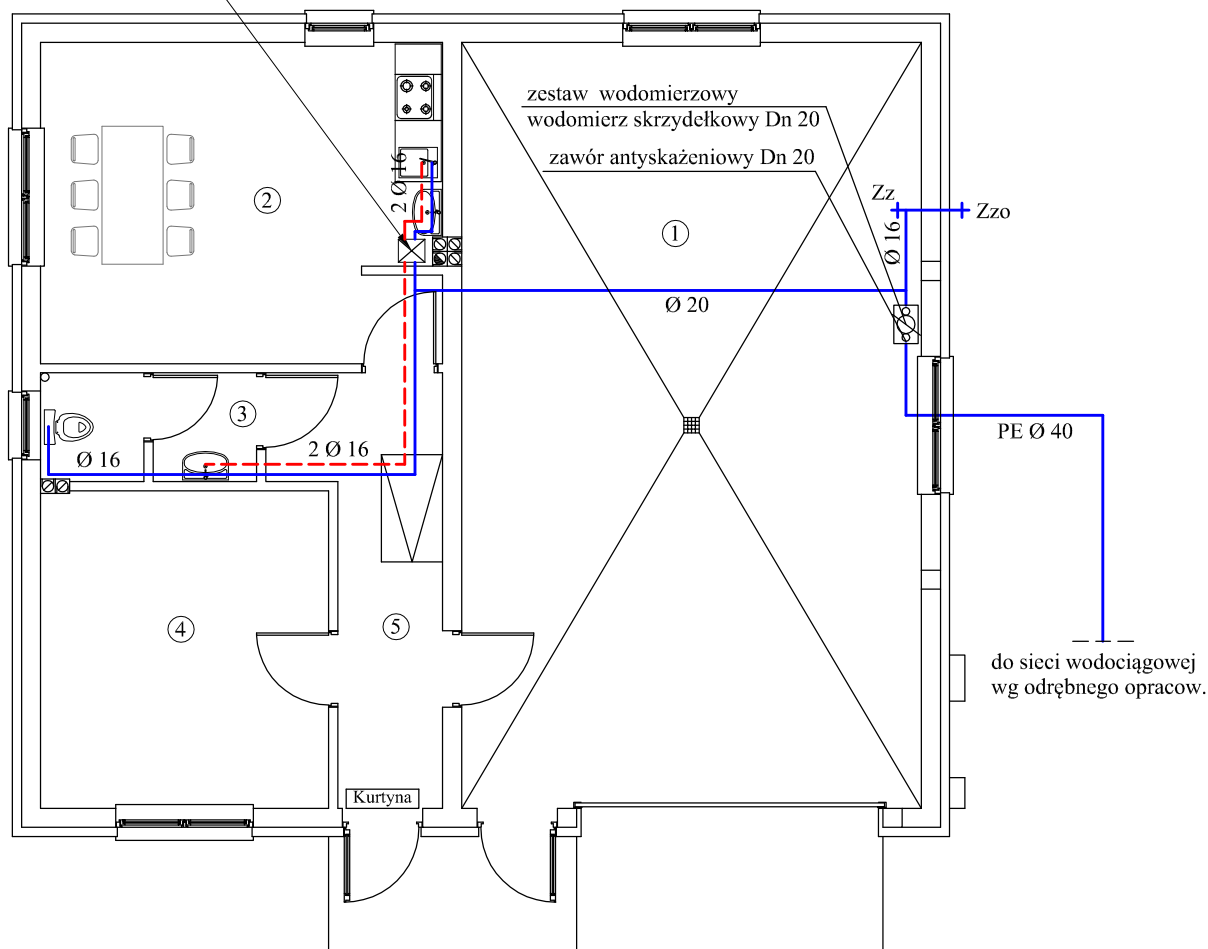 zestaw wodomierzowy
wodomierz skrzydełkowy Dn 20
zawór antyskażeniowy Dn 20
2 Ø 16
2
1
Zz
Zzo
Ø 16
Ø 20
3
Ø 16
2 Ø 16
PE Ø 40
4
5
do sieci wodociągowej
wg odrębnego opracow.
Kurtyna